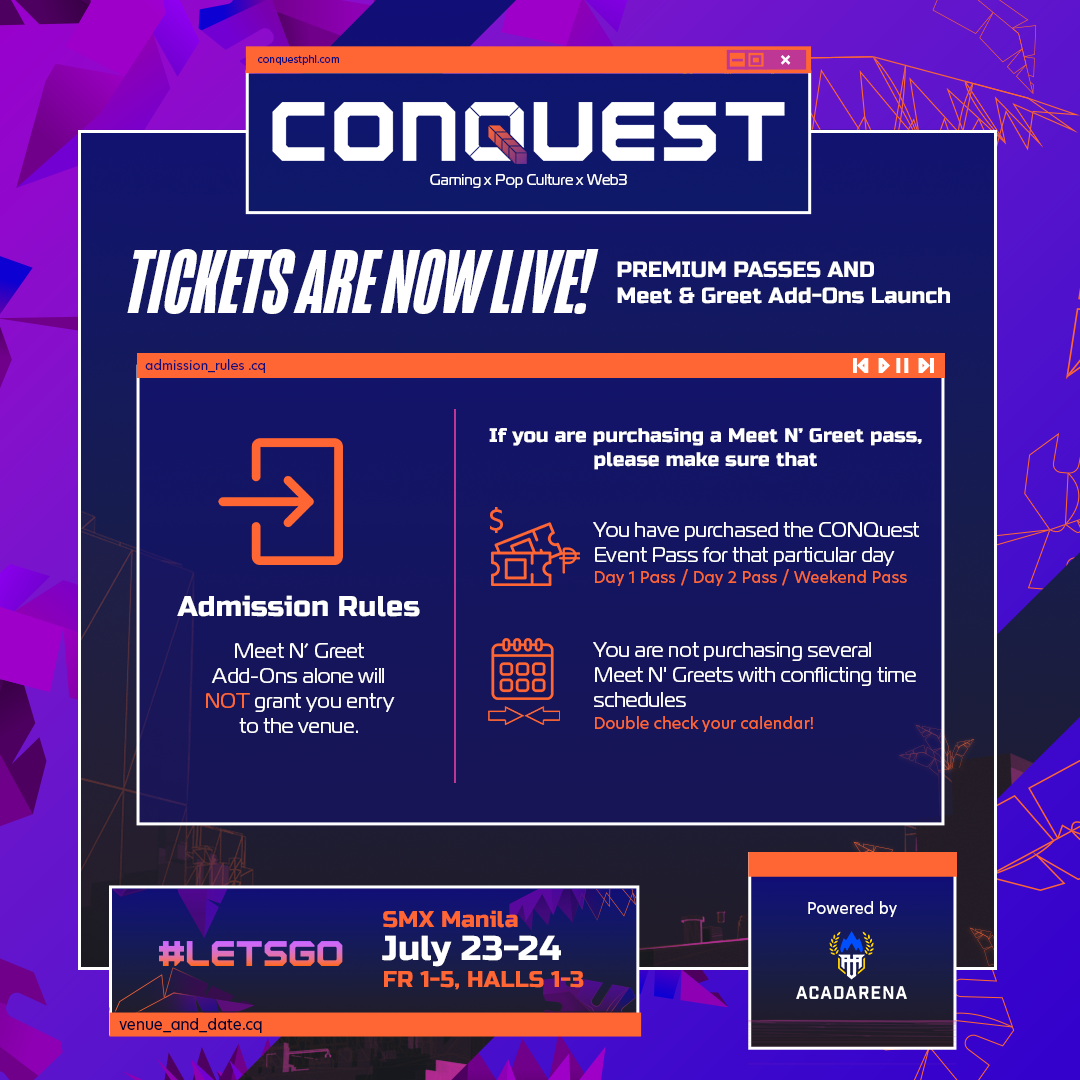 conquestphl.com
CONQUEST
Gaming x Pop Culture x Web3
TICKETS ARE NOW LIVE!
PREMIUM PASSES AND
Meet & Greet Add-Ons Launch
admission_rules .cq
Admission Rules
Meet N’ Greet
Add-Ons alone will
NOT grant you entry
to the venue.
If you are purchasing a Meet N’ Greet pass,
please make sure that
$
You have purchased the CONQuest
Event Pass for that particular day
Day 1 Pass / Day 2 Pass / Weekend Pass
You are not purchasing several
Meet N' Greets with conflicting time
schedules
Double check your calendar!
#LETSGO
SMX Manila
July 23-24
FR 1-5, HALLS 1-3
venue_and_date.cq
Powered by
ACADARENA